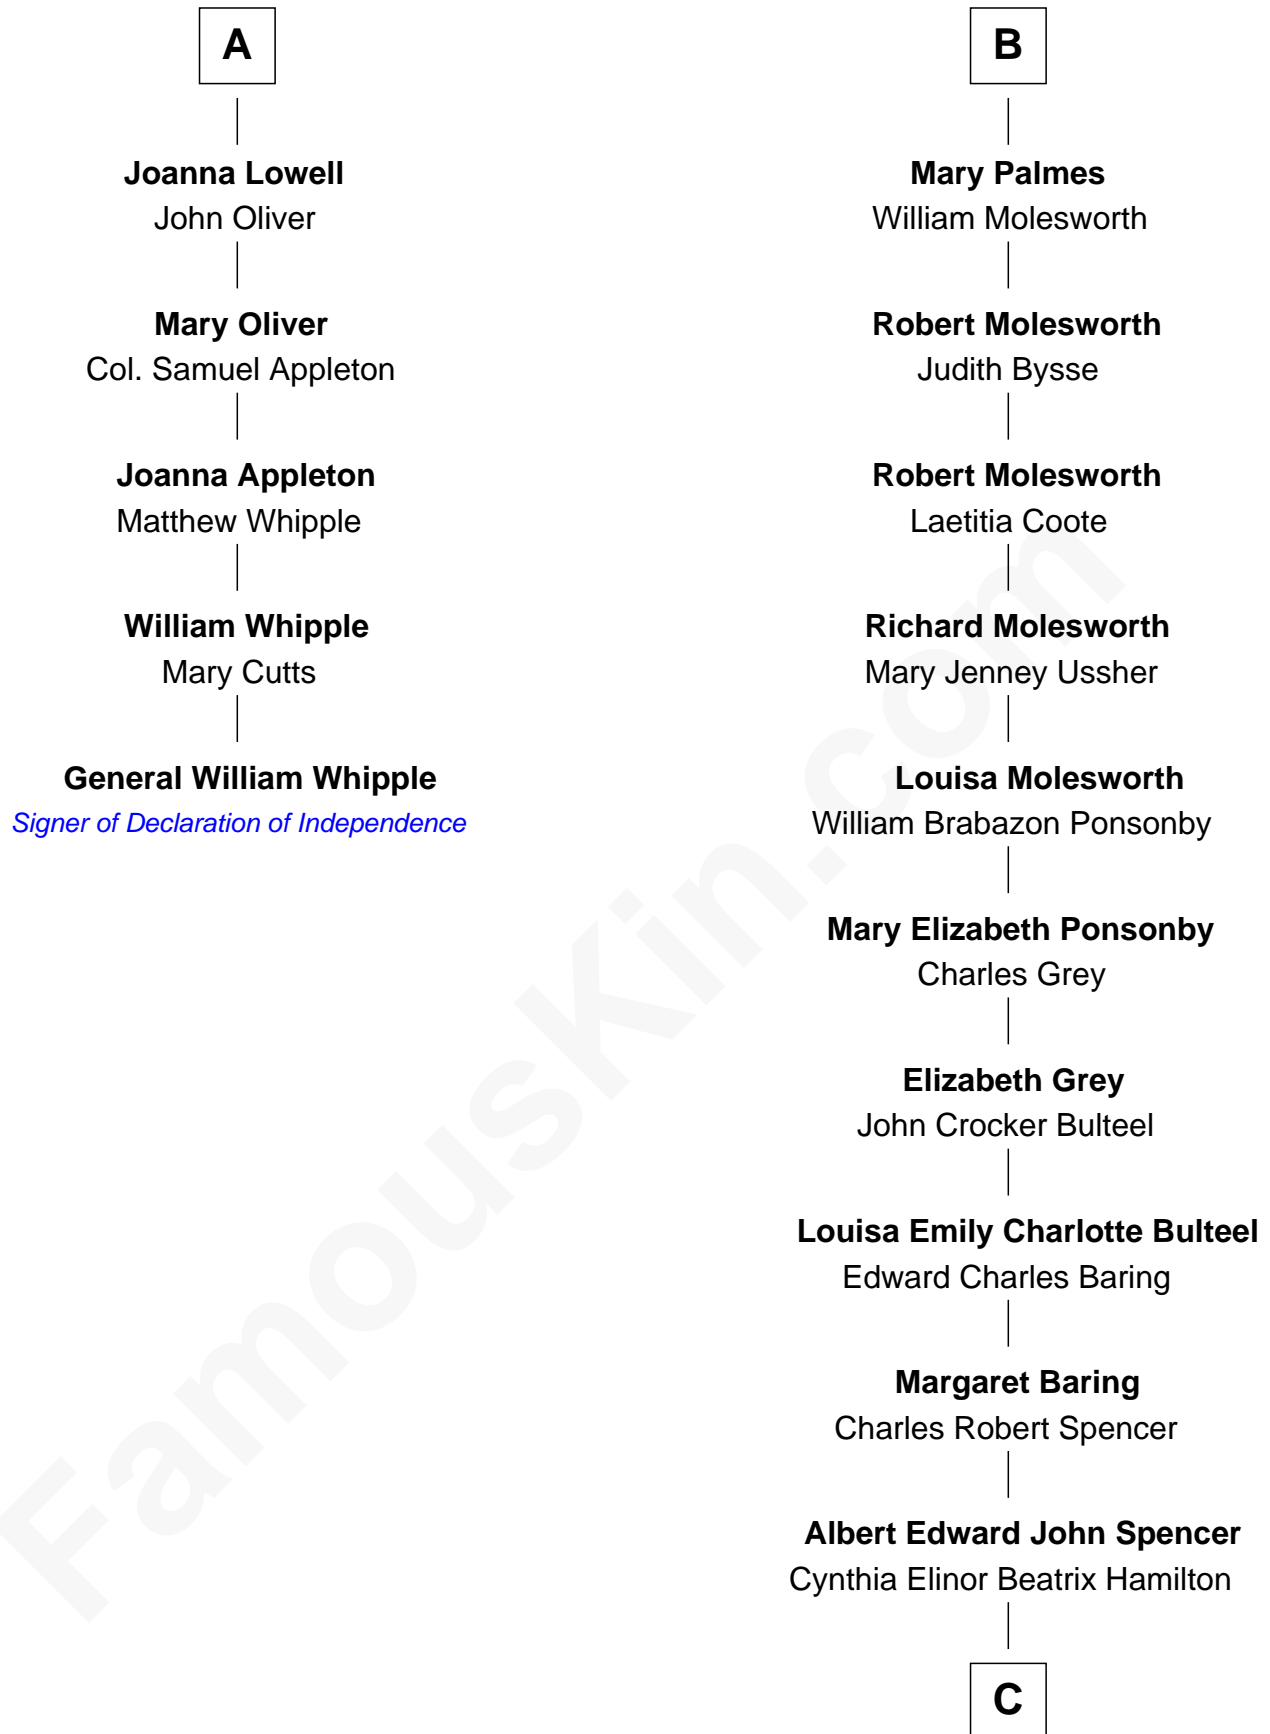 A
Joanna Lowell
John Oliver
Mary Oliver
Col. Samuel Appleton
Joanna Appleton
Matthew Whipple
William Whipple
Mary Cutts
General William Whipple
Signer of Declaration of Independence
B
Mary Palmes
William Molesworth
Robert Molesworth
Judith Bysse
Robert Molesworth
Laetitia Coote
Richard Molesworth
Mary Jenney Ussher
Louisa Molesworth
William Brabazon Ponsonby
Mary Elizabeth Ponsonby
Charles Grey
Elizabeth Grey
John Crocker Bulteel
Louisa Emily Charlotte Bulteel
Edward Charles Baring
Margaret Baring
Charles Robert Spencer
Albert Edward John Spencer
Cynthia Elinor Beatrix Hamilton
C
FamousKin.com